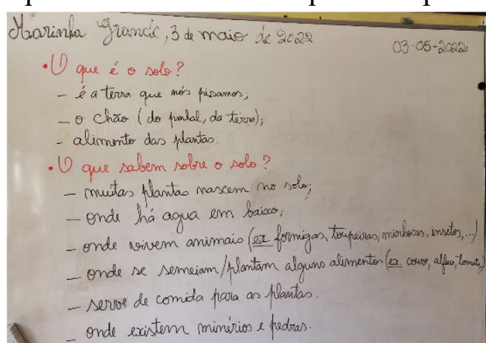 Marinha Grande, 3 de maio de 2022
03-05-2022
• O que é o solo?
– é a terra que nós pisamos;
– o chão (do pinhal, da terra);
– alimento das plantas.
• O que sabem sobre o solo?
– muitas plantas nascem no solo;
– onde há agua em baixo;
– onde vivem animais (ex formigas, toupeiras, minhocas, insetos,...)
– onde se semeiam/plantam alguns alimentos (ex. couve, alface, tomate,)
– serve de comida para as plantas.
– onde existem minérios e pedras.